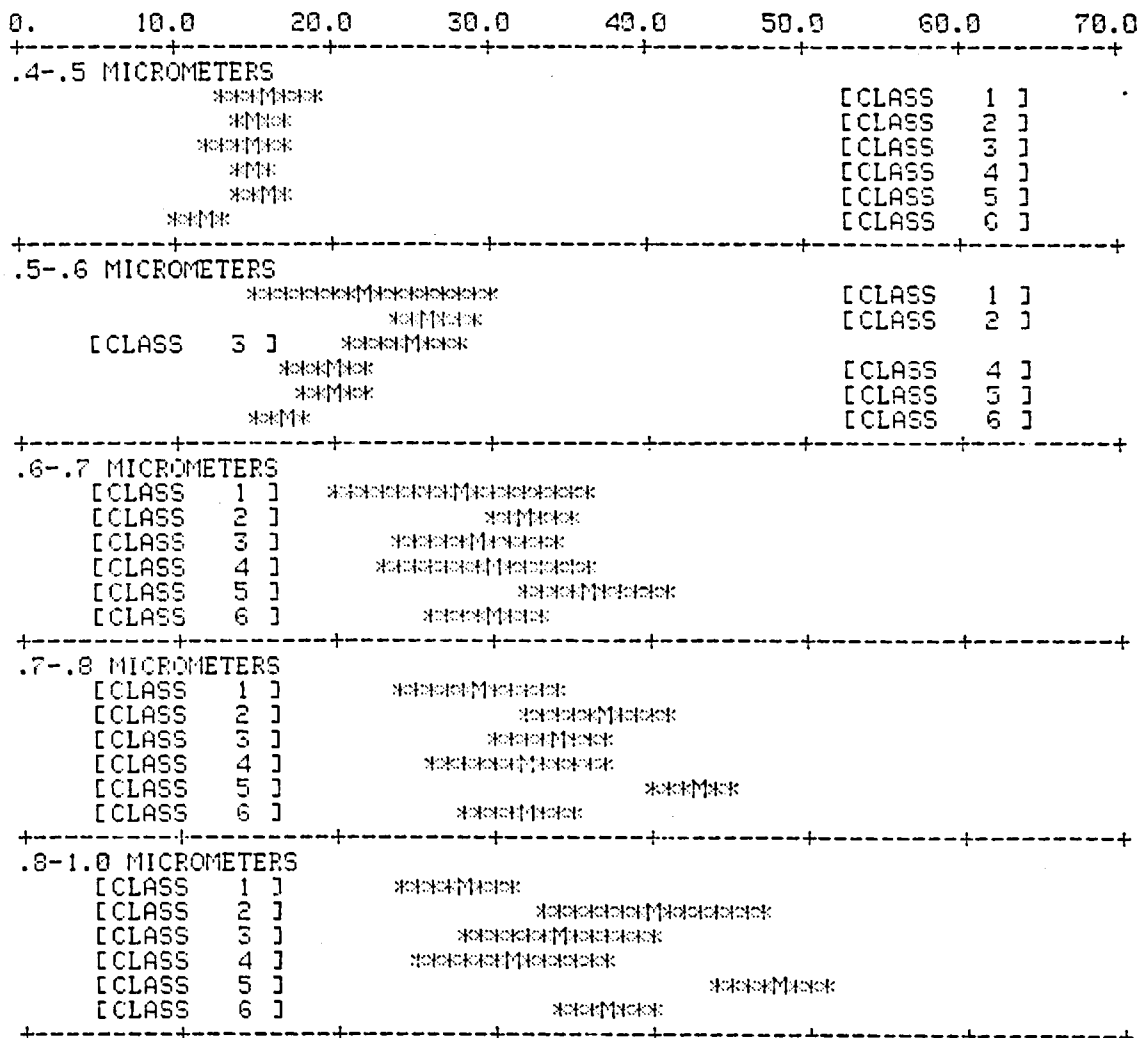 0. 10.0 20.0 30.0 40.0 50.0 60.0 70.0
+---------+---------+---------+---------+---------+---------+---------+
.4-.5 MICROMETERS
***M*** [CLASS 1 ]
*M** [CLASS 2 ]
***M** [CLASS 3 ]
*M* [CLASS 4 ]
**M* [CLASS 5 ]
**M* [CLASS 6 ]
+---------+---------+---------+---------+---------+---------+---------+
.5-.6 MICROMETERS
*******M******** [CLASS 1 ]
**M*** [CLASS 2 ]
[CLASS 3 ] ****M***
***M** [CLASS 4 ]
**M** [CLASS 5 ]
**M* [CLASS 6 ]
+---------+---------+---------+---------+---------+---------+---------+
.6-.7 MICROMETERS
[CLASS 1 ] ********M********
[CLASS 2 ] **M***
[CLASS 3 ] *****M*****
[CLASS 4 ] *******M******
[CLASS 5 ] ****M*****
[CLASS 6 ] ****M***
+---------+---------+---------+---------+---------+---------+---------+
.7-.8 MICROMETERS
[CLASS 1 ] *****M*****
[CLASS 2 ] *****M****
[CLASS 3 ] ****M***
[CLASS 4 ] ******M*****
[CLASS 5 ] ***M**
[CLASS 6 ] ****M***
+---------+---------+---------+---------+---------+---------+---------+
.8-1.0 MICROMETERS
[CLASS 1 ] ****M***
[CLASS 2 ] *******M*******
[CLASS 3 ] ******M******
[CLASS 4 ] ******M******
[CLASS 5 ] ****M***
[CLASS 6 ] ***M***
+---------+---------+---------+---------+---------+---------+---------+